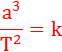 a³/T² = k